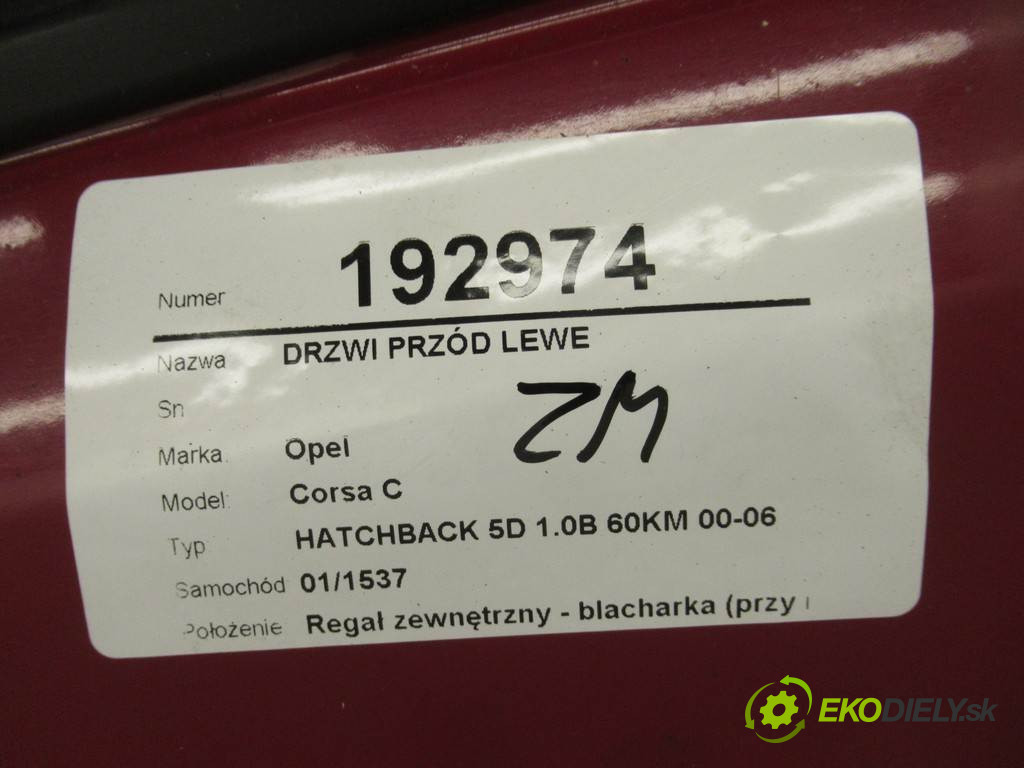 Numer 192974
Nazwa DRZWI PRZÓD LEWE
Sn
ZM
Marka: Opel
Model: Corsa C
Typ HATCHBACK 5D 1.0B 60KM 00-06
Samochód 01/1537
Położenie Regał zewnętrzny - blacharka (przy
EKODIELY.sk